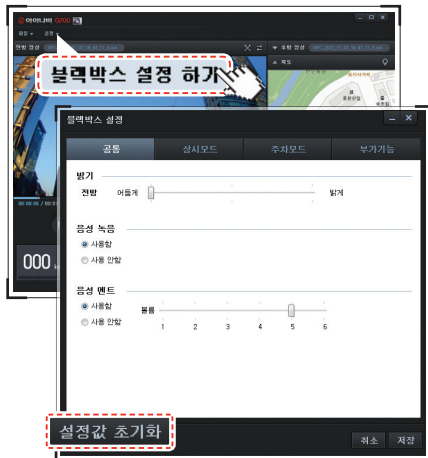 아이나비 G700
파일 설정
전방 영상
후방 영상
지도
블랙박스 설정 하기
000
블랙박스 설정
공통 상시모드 주차모드 부가기능
밝기
전방 어둡게 밝게
음성 녹음
사용함
사용 안함
음성 멘트
사용함
사용 안함
볼륨
1 2 3 4 5 6
설정값 초기화
취소 저장